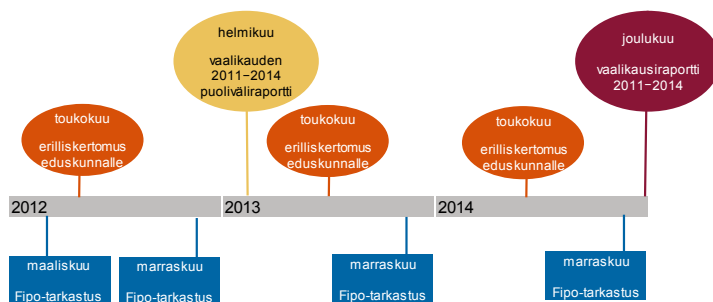 helmikuu
vaalikauden
2011–2014
puoliväliraportti
joulukuu
vaalikausiraportti
2011–2014
toukokuu
erilliskertomus
eduskunnalle
toukokuu
erilliskertomus
eduskunnalle
toukokuu
erilliskertomus
eduskunnalle
2012
2013
2014
maaliskuu
Fipo-tarkastus
marraskuu
Fipo-tarkastus
marraskuu
Fipo-tarkastus
marraskuu
Fipo-tarkastus